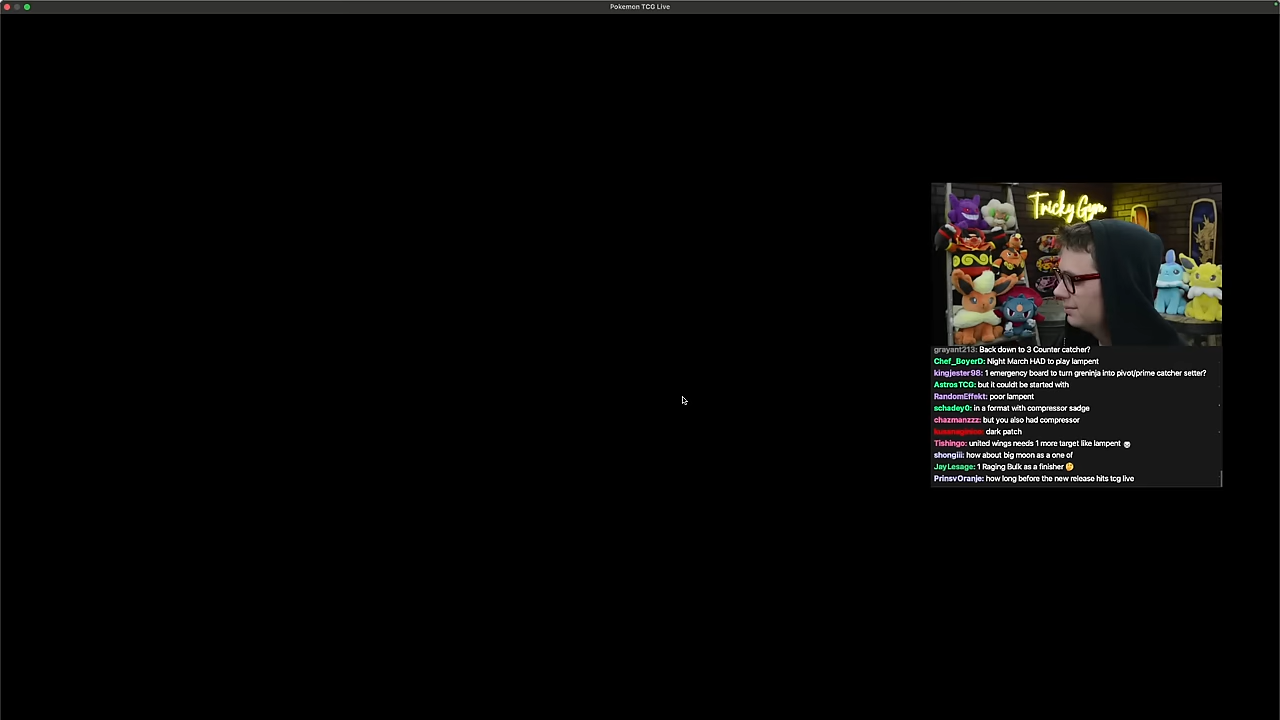 Pokemon TCG Live
Tricky Gym
grayant213: Back down to 3 Counter catcher?
Chef_BoyerD: Night March HAD to play lampent
kingjester98: 1 emergency board to turn greninja into pivot/prime catcher setter?
AstrosTCG: but it couldt be started with
RandomEffekt: poor lampent
schadey0: in a format with compressor sadge
chazmanzzz: but you also had compressor
dark patch
Tishingo: united wings needs 1 more target like lampent
shongiii: how about big moon as a one of
JayLesage: 1 Raging Bulk as a finisher 🤔
PrinsvOranje: how long before the new release hits tcg live